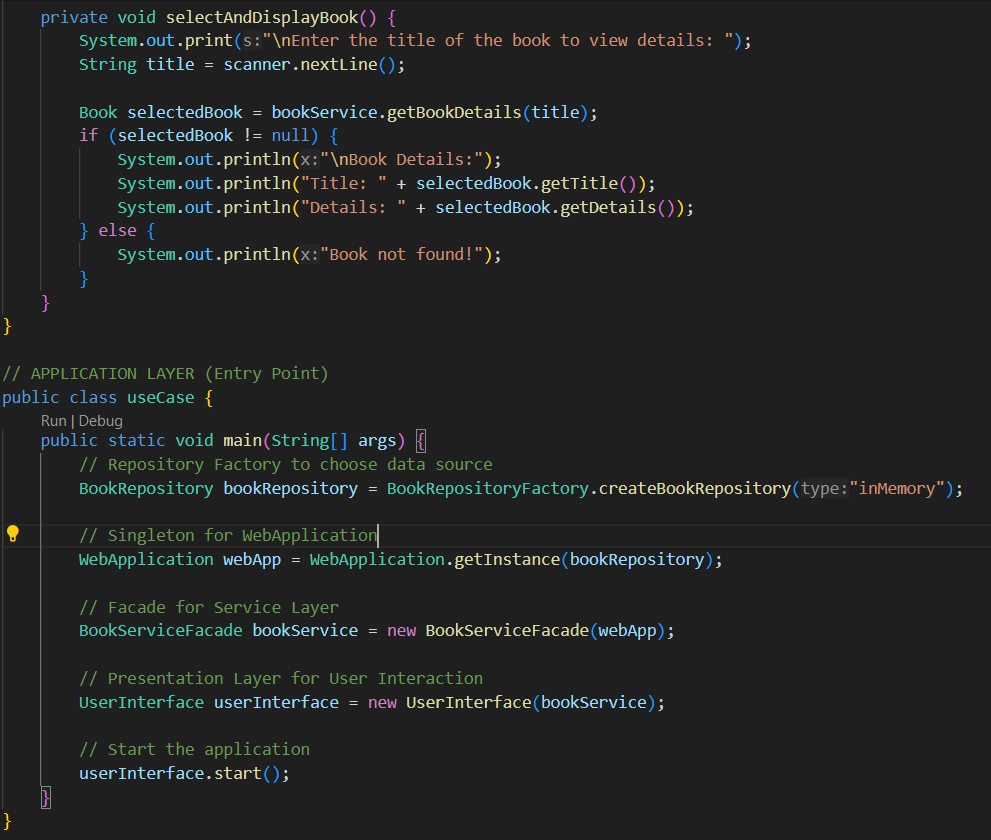 private void selectAndDisplayBook() {
System.out.print(s:"\nEnter the title of the book to view details: ");
String title = scanner.nextLine();
Book selectedBook = bookService.getBookDetails(title);
if (selectedBook != null) {
System.out.println(x:"\nBook Details:");
System.out.println("Title: " + selectedBook.getTitle());
System.out.println("Details: " + selectedBook.getDetails());
} else {
System.out.println(x:"Book not found!");
}
}
}
// APPLICATION LAYER (Entry Point)
public class useCase {
Run | Debug
public static void main(String[] args) {
// Repository Factory to choose data source
BookRepository bookRepository = BookRepositoryFactory.createBookRepository(type:"inMemory");
// Singleton for WebApplication
WebApplication webApp = WebApplication.getInstance(bookRepository);
// Facade for Service Layer
BookServiceFacade bookService = new BookServiceFacade(webApp);
// Presentation Layer for User Interaction
UserInterface userInterface = new UserInterface(bookService);
// Start the application
userInterface.start();
}
}